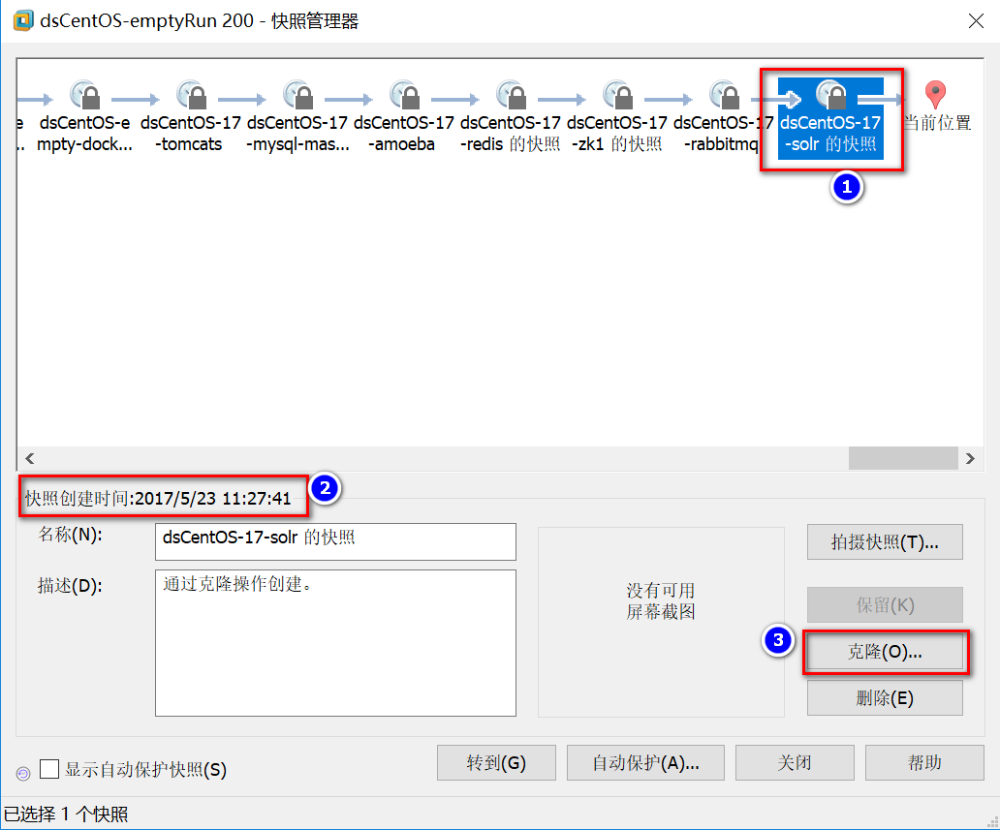 dsCentOS-emptyRun 200 - 快照管理器
e dsCentOS-e dsCentOS-17 dsCentOS-17 dsCentOS-17 dsCentOS-17 dsCentOS-17 dsCentOS-17 dsCentOS-17 当前位置
.. mpty-dock... -tomcats -mysql-mas... -amoeba -redis 的快照 -zk1 的快照 -rabbitmq -solr 的快照
1
快照创建时间:2017/5/23 11:27:41
2
名称(N):
dsCentOS-17-solr 的快照
描述(D):
通过克隆操作创建。
没有可用
屏幕截图
拍摄快照(T)...
保留(K)
3
克隆(O)...
删除(E)
显示自动保护快照(S)
转到(G)
自动保护(A)...
关闭
帮助
已选择 1 个快照